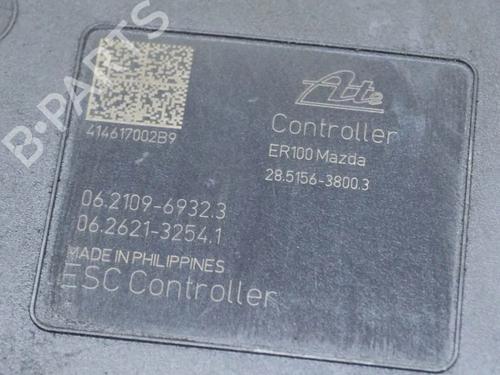 B-PARTS
414617002B9
Ate
Controller
ER100 Mazda
28.5156-3800.3
06.2109-6932.3
06.2621-3254.1
MADE IN PHILIPPINES
ESC Controller